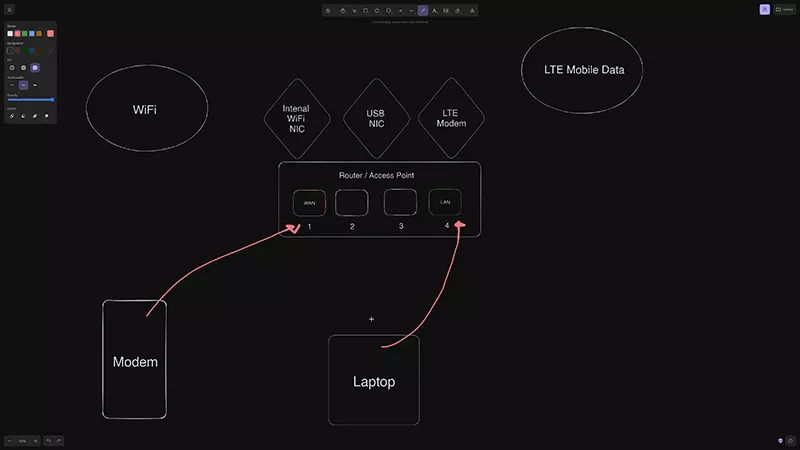 LTE Mobile Data
WiFi
Intenal
WiFi
NIC
USB
NIC
LTE
Modem
Router / Access Point
WAN
LAN
1
2
3
4
Modem
Laptop